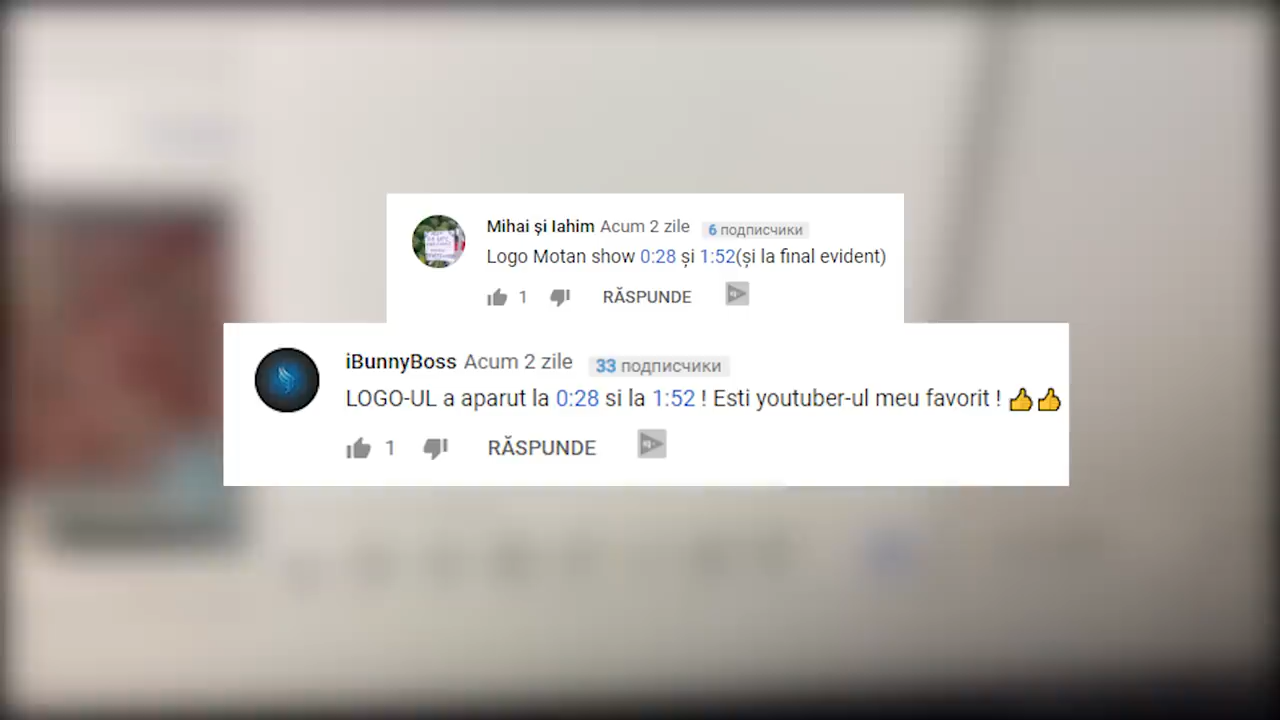 Mihai și Iahim Acum 2 zile 6 подписчики
Logo Motan show 0:28 și 1:52(și la final evident)
1 RĂSPUNDE
iBunnyBoss Acum 2 zile 33 подписчики
LOGO-UL a aparut la 0:28 si la 1:52 ! Esti youtuber-ul meu favorit ! 👍👍
1 RĂSPUNDE